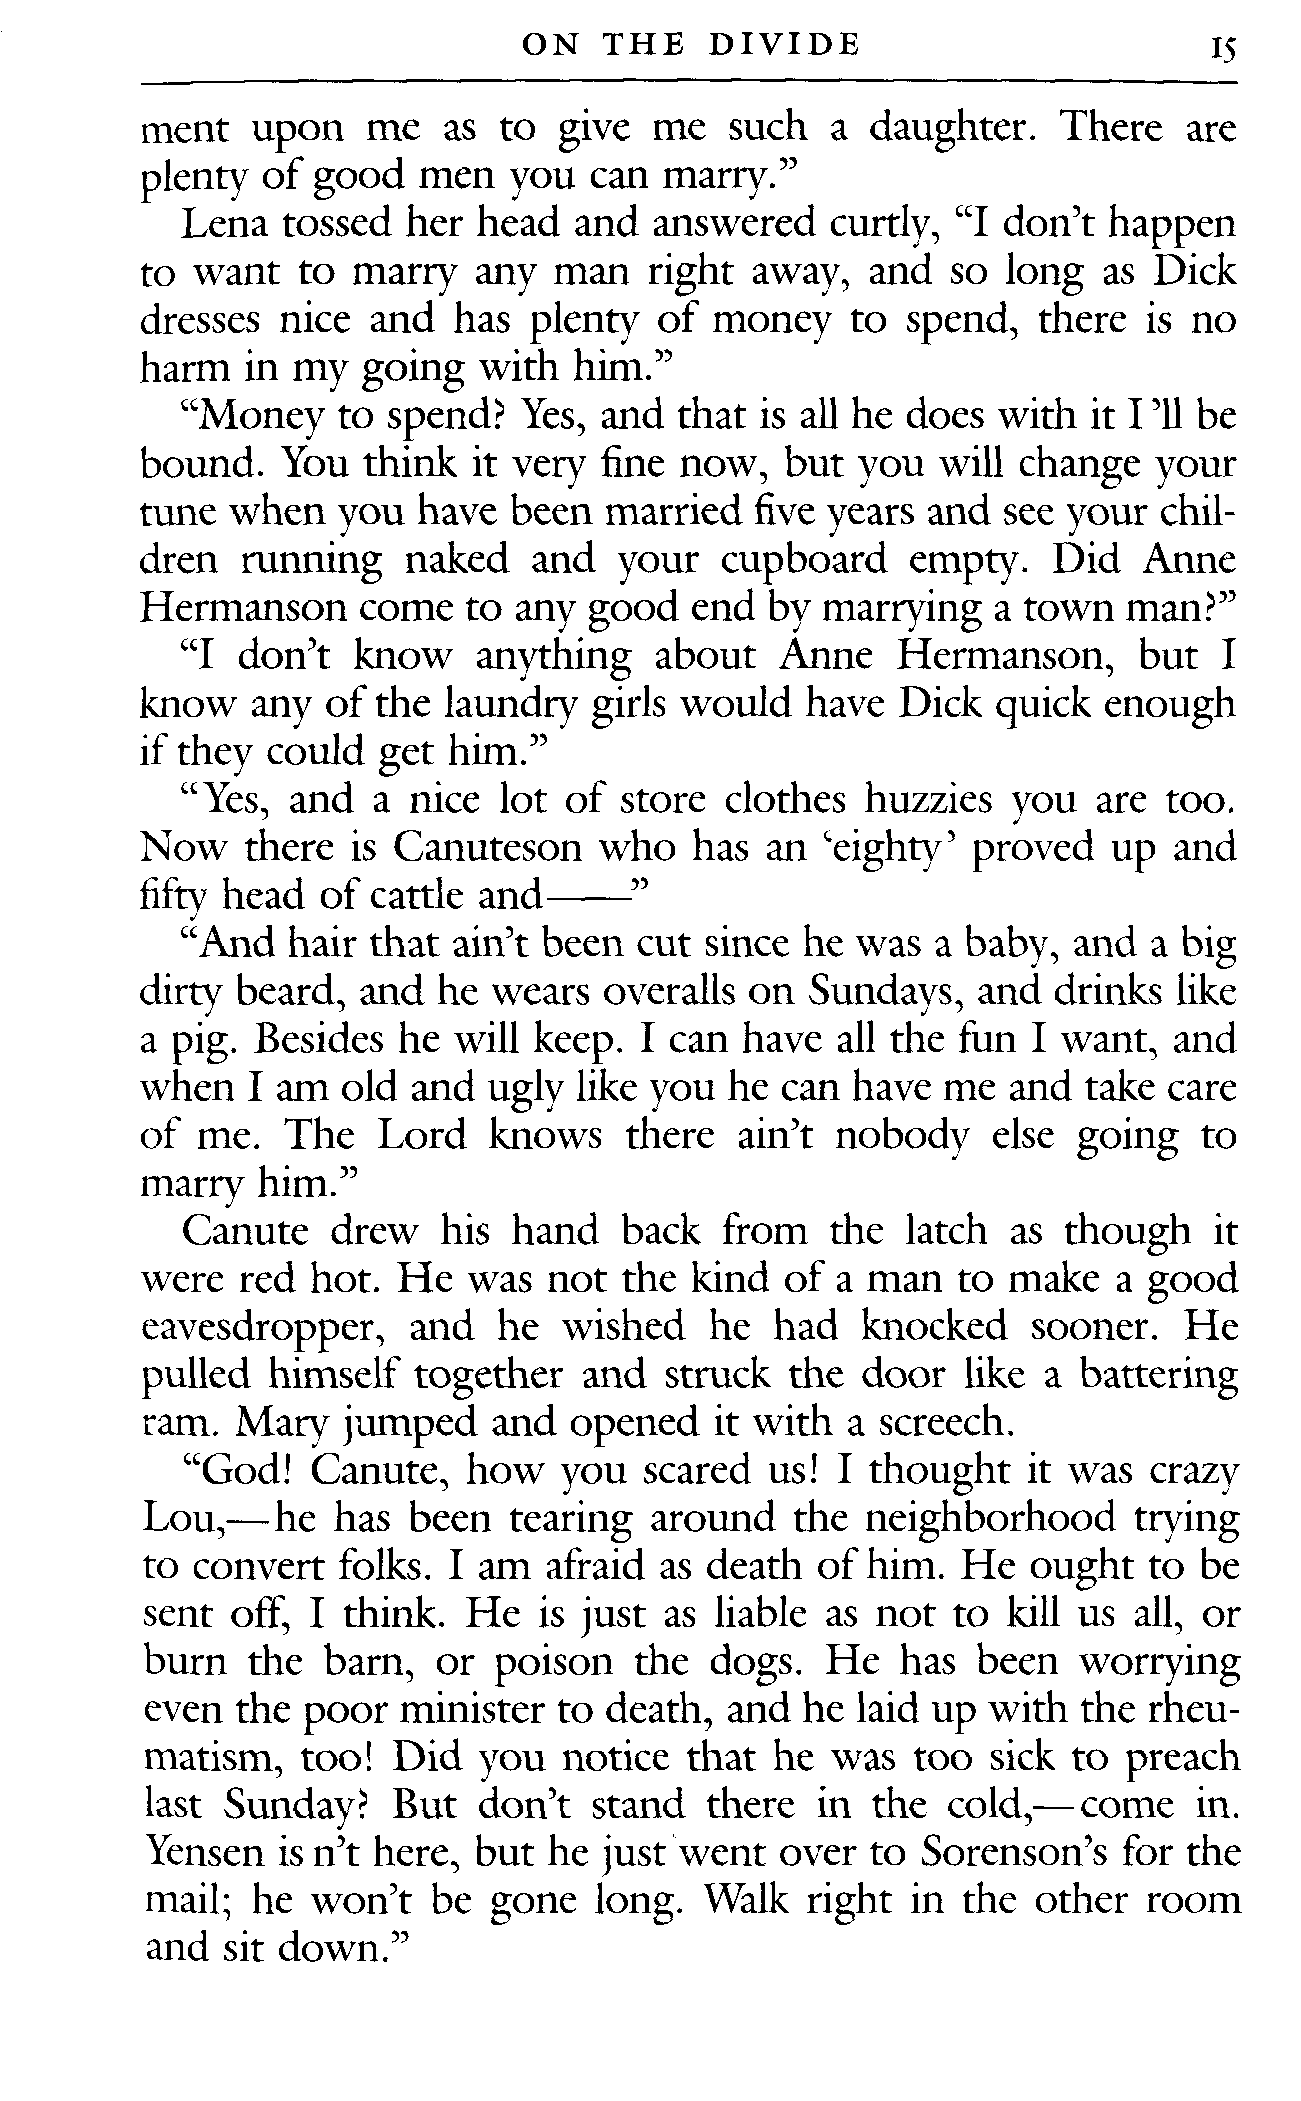 ON THE DIVIDE 15
ment upon me as to give me such a daughter. There are
plenty of good men you can marry.”
Lena tossed her head and answered curtly, “I don’t happen
to want to marry any man right away, and so long as Dick
dresses nice and has plenty of money to spend, there is no
harm in my going with him.”
“Money to spend? Yes, and that is all he does with it I ’ll be
bound. You think it very fine now, but you will change your
tune when you have been married five years and see your chil-
dren running naked and your cupboard empty. Did Anne
Hermanson come to any good end by marrying a town man?”
“I don’t know anything about Anne Hermanson, but I
know any of the laundry girls would have Dick quick enough
if they could get him.”
“Yes, and a nice lot of store clothes huzzies you are too.
Now there is Canuteson who has an ‘eighty’ proved up and
fifty head of cattle and——”
“And hair that ain’t been cut since he was a baby, and a big
dirty beard, and he wears overalls on Sundays, and drinks like
a pig. Besides he will keep. I can have all the fun I want, and
when I am old and ugly like you he can have me and take care
of me. The Lord knows there ain’t nobody else going to
marry him.”
Canute drew his hand back from the latch as though it
were red hot. He was not the kind of a man to make a good
eavesdropper, and he wished he had knocked sooner. He
pulled himself together and struck the door like a battering
ram. Mary jumped and opened it with a screech.
“God! Canute, how you scared us! I thought it was crazy
Lou,—he has been tearing around the neighborhood trying
to convert folks. I am afraid as death of him. He ought to be
sent off, I think. He is just as liable as not to kill us all, or
burn the barn, or poison the dogs. He has been worrying
even the poor minister to death, and he laid up with the rheu-
matism, too! Did you notice that he was too sick to preach
last Sunday? But don’t stand there in the cold,—come in.
Yensen is n’t here, but he just went over to Sorenson’s for the
mail; he won’t be gone long. Walk right in the other room
and sit down.”